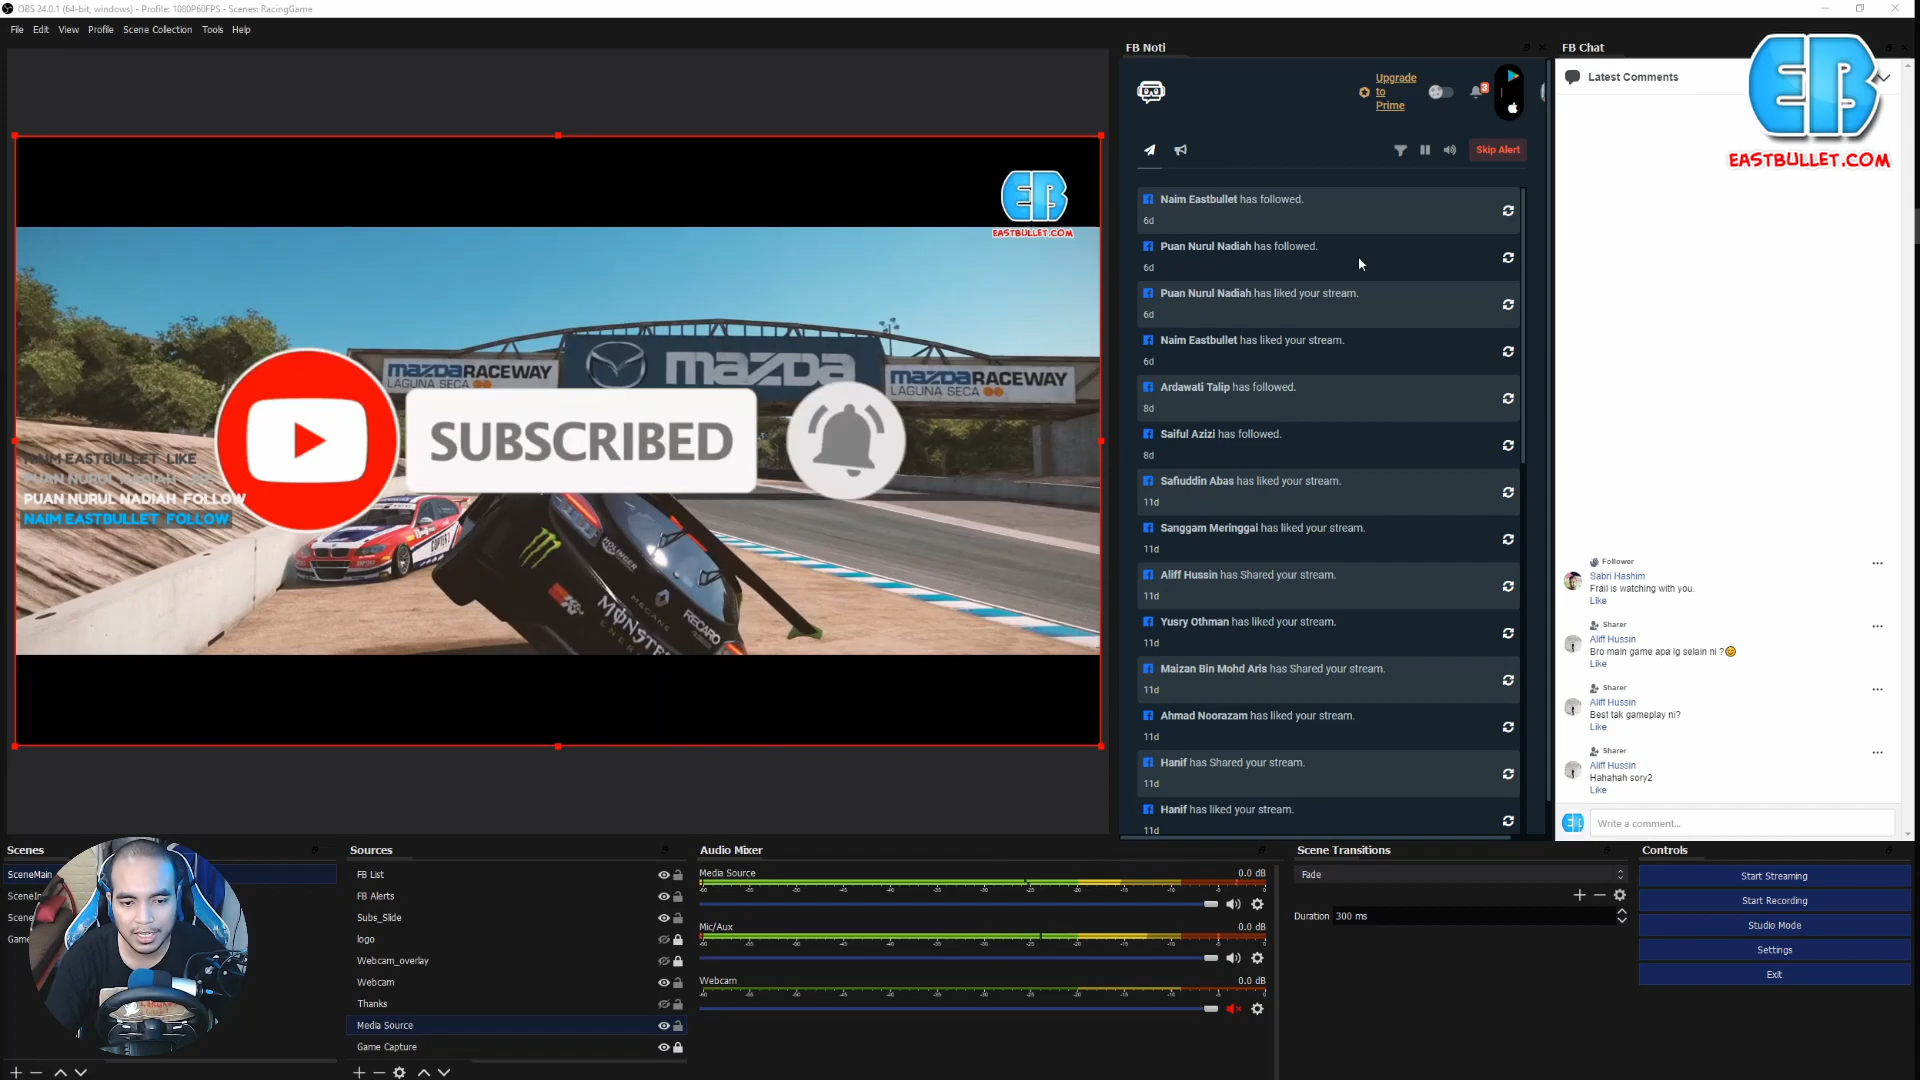 OBS 24.0.1 (64-bit, windows) - Profile: 1080P60FPS - Scenes: RacingGame
File Edit View Profile Scene Collection Tools Help
EB
EASTBULLET.COM
MAZDARACEWAY
LAGUNA SECA
mazda
MAZDARACEWAY
LAGUNA SECA
SUBSCRIBED
NAIM EASTBULLET LIKE
PUAN NURUL NADIAH
PUAN NURUL NADIAH FOLLOW
NAIM EASTBULLET FOLLOW
HOLINGER
MEGANE
RECARO
MONSTER
FB Noti
Upgrade
to
Prime
3
Skip Alert
Naim Eastbullet has followed.
6d
Puan Nurul Nadiah has followed.
6d
Puan Nurul Nadiah has liked your stream.
6d
Naim Eastbullet has liked your stream.
6d
Ardawati Talip has followed.
8d
Saiful Azizi has followed.
8d
Safiuddin Abas has liked your stream.
11d
Sanggam Meringgai has liked your stream.
11d
Aliff Hussin has Shared your stream.
11d
Yusry Othman has liked your stream.
11d
Maizan Bin Mohd Aris has Shared your stream.
11d
Ahmad Noorazam has liked your stream.
11d
Hanif has Shared your stream.
11d
Hanif has liked your stream.
11d
FB Chat
Latest Comments
EB
EASTBULLET.COM
Follower
Sabri Hashim
Frail is watching with you.
Like
Sharer
Aliff Hussin
Bro main game apa lg selain ni ?😊
Like
Sharer
Aliff Hussin
Best tak gameplay ni?
Like
Sharer
Aliff Hussin
Hahahah sory2
Like
Write a comment...
Scenes
SceneMain
SceneIn
Scene
Game
Sources
FB List
FB Alerts
Subs_Slide
logo
Webcam_overlay
Webcam
Thanks
Media Source
Game Capture
Audio Mixer
Media Source 0.0 dB
Mic/Aux 0.0 dB
Webcam 0.0 dB
Scene Transitions
Fade
Duration 300 ms
Controls
Start Streaming
Start Recording
Studio Mode
Settings
Exit